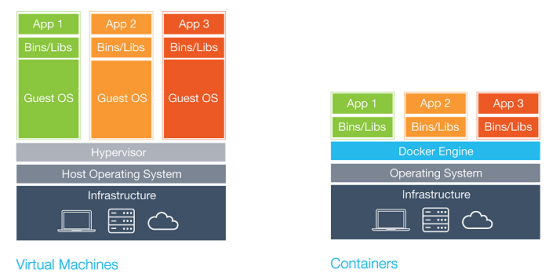 App 1
App 2
App 3
Bins/Libs
Bins/Libs
Bins/Libs
Guest OS
Guest OS
Guest OS
Hypervisor
Host Operating System
Infrastructure
Virtual Machines
App 1
App 2
App 3
Bins/Libs
Bins/Libs
Bins/Libs
Docker Engine
Operating System
Infrastructure
Containers